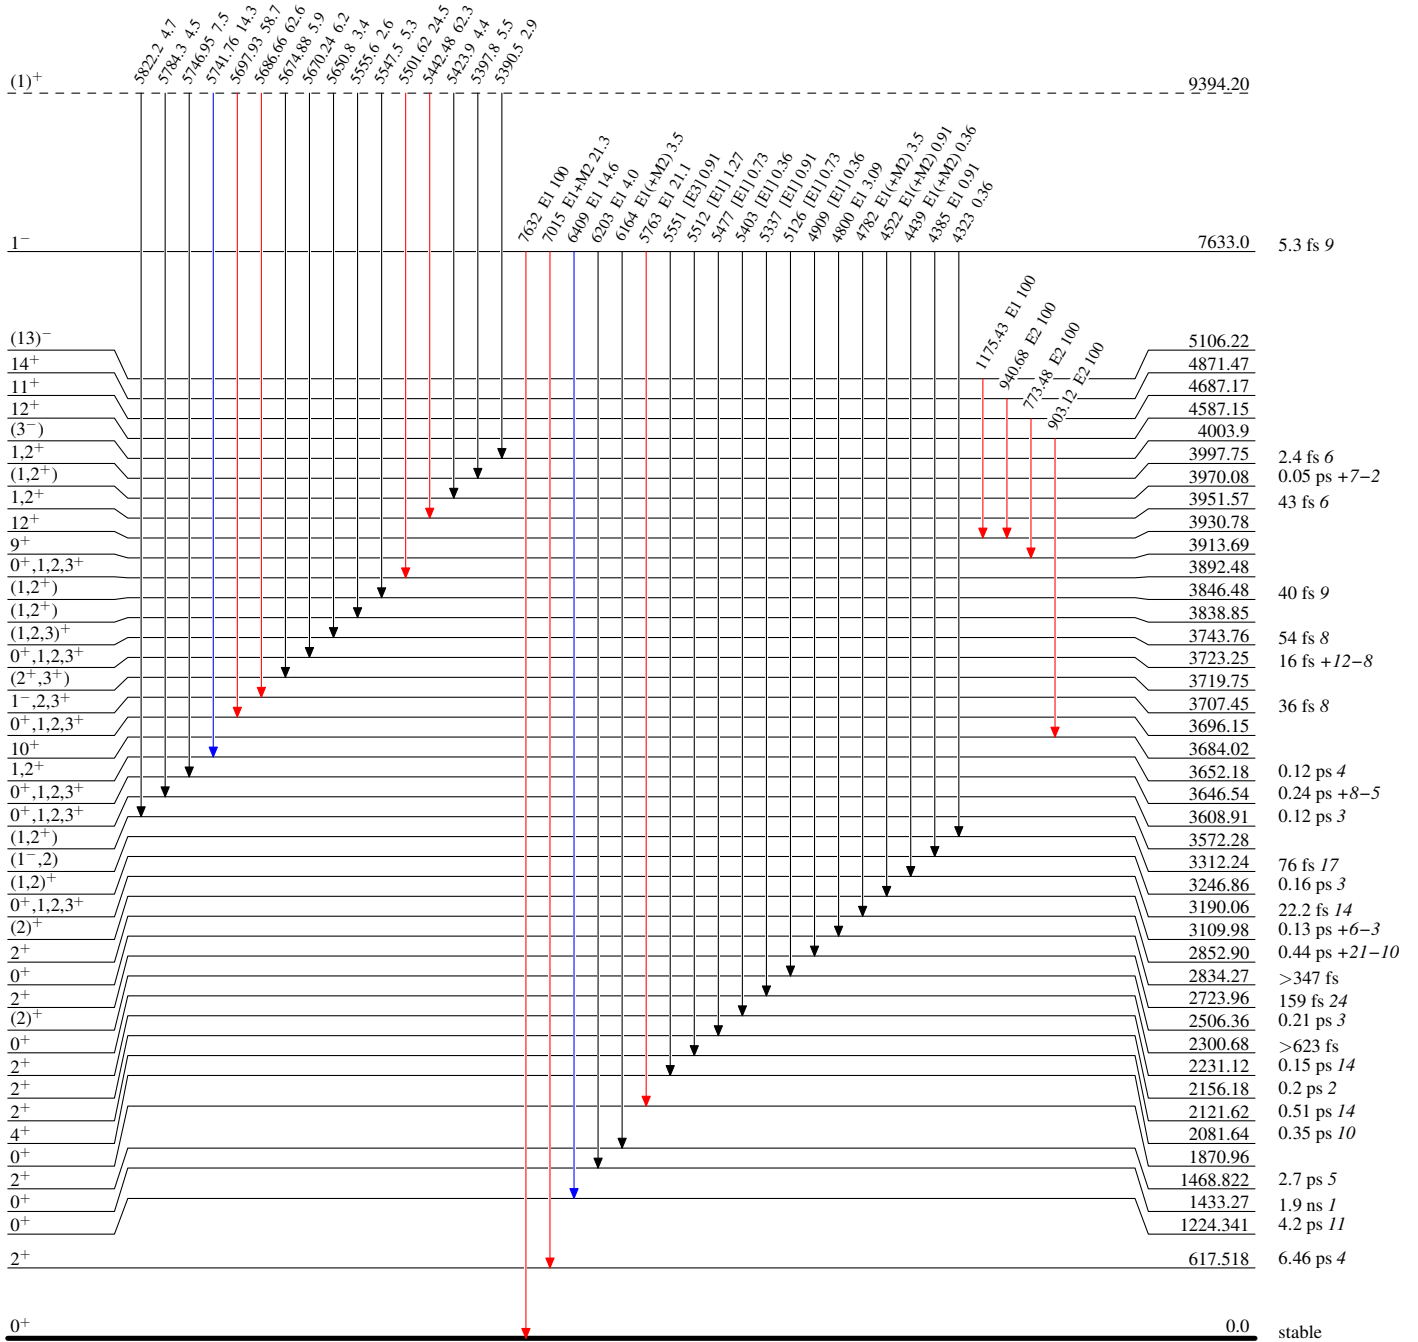 5822.2 4.7
5784.3 4.5
5746.95 7.5
5741.76 14.3
5697.93 58.7
5686.66 62.6
5674.88 5.9
5670.24 6.2
5650.8 3.4
5555.6 2.6
5547.5 5.3
5501.62 24.5
5442.48 62.3
5423.9 4.4
5397.8 5.5
5390.5 2.9
(1)⁺ 9394.20
7632 E1 100
7015 E1+M2 21.3
6409 E1 14.6
6203 E1 4.0
6164 E1(+M2) 3.5
5763 E1 21.1
5551 [E3] 0.91
5512 [E1] 1.27
5477 [E1] 0.73
5403 [E1] 0.36
5337 [E1] 0.91
5126 [E1] 0.73
4909 [E1] 0.36
4800 E1 3.09
4782 E1(+M2) 3.5
4522 E1(+M2) 0.91
4439 E1(+M2) 0.36
4385 E1 0.91
4323 0.36
1⁻ 7633.0 5.3 fs 9
1175.43 E1 100
940.68 E2 100
773.48 E2 100
903.12 E2 100
(13)⁻ 5106.22
14⁺ 4871.47
11⁺ 4687.17
12⁺ 4587.15
(3⁻) 4003.9
1,2⁺ 3997.75 2.4 fs 6
(1,2⁺) 3970.08 0.05 ps +7−2
1,2⁺ 3951.57 43 fs 6
12⁺ 3930.78
9⁺ 3913.69
0⁺,1,2,3⁺ 3892.48
(1,2⁺) 3846.48 40 fs 9
(1,2⁺) 3838.85
(1,2,3)⁺ 3743.76 54 fs 8
0⁺,1,2,3⁺ 3723.25 16 fs +12−8
(2⁺,3⁺) 3719.75
1⁻,2,3⁺ 3707.45 36 fs 8
0⁺,1,2,3⁺ 3696.15
10⁺ 3684.02
1,2⁺ 3652.18 0.12 ps 4
0⁺,1,2,3⁺ 3646.54 0.24 ps +8−5
0⁺,1,2,3⁺ 3608.91 0.12 ps 3
(1,2⁺) 3572.28
(1⁻,2) 3312.24 76 fs 17
(1,2)⁺ 3246.86 0.16 ps 3
0⁺,1,2,3⁺ 3190.06 22.2 fs 14
(2)⁺ 3109.98 0.13 ps +6−3
2⁺ 2852.90 0.44 ps +21−10
0⁺ 2834.27 >347 fs
2⁺ 2723.96 159 fs 24
(2)⁺ 2506.36 0.21 ps 3
0⁺ 2300.68 >623 fs
2⁺ 2231.12 0.15 ps 14
2⁺ 2156.18 0.2 ps 2
2⁺ 2121.62 0.51 ps 14
4⁺ 2081.64 0.35 ps 10
0⁺ 1870.96
2⁺ 1468.822 2.7 ps 5
0⁺ 1433.27 1.9 ns 1
0⁺ 1224.341 4.2 ps 11
2⁺ 617.518 6.46 ps 4
0⁺ 0.0 stable